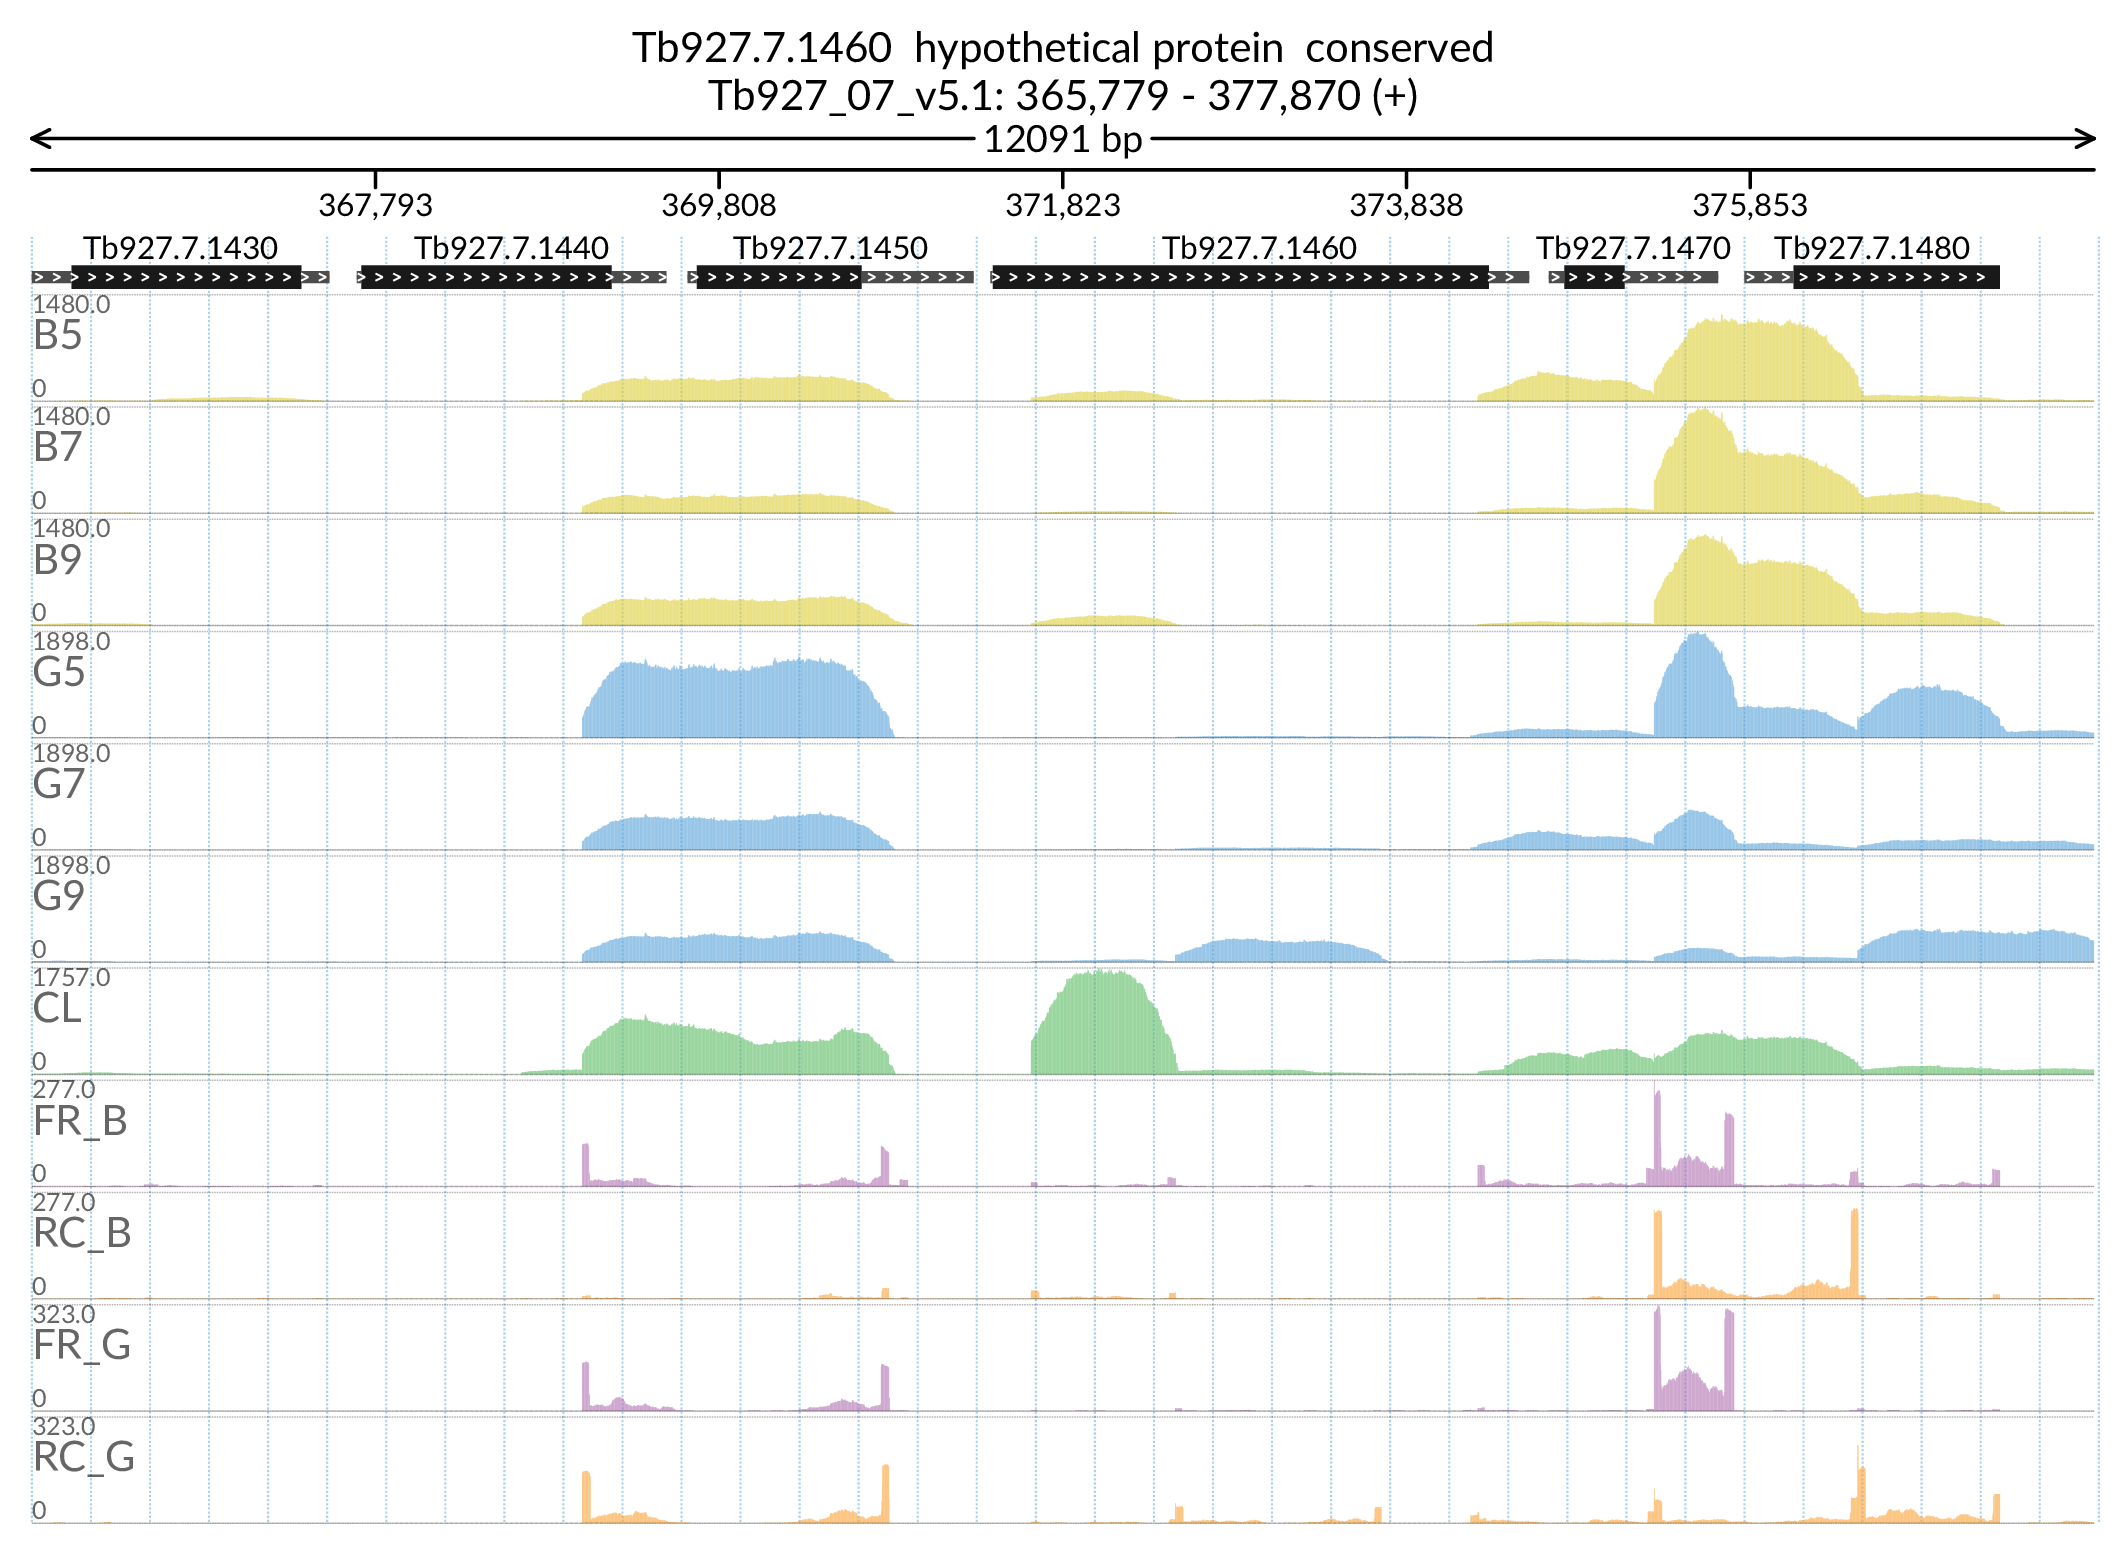 Tb927.7.1460  hypothetical protein  conserved
Tb927_07_v5.1: 365,779 - 377,870 (+)
12091 bp
367,793 369,808 371,823 373,838 375,853
Tb927.7.1430 Tb927.7.1440 Tb927.7.1450 Tb927.7.1460 Tb927.7.1470 Tb927.7.1480
1480.0
B5
0
1480.0
B7
0
1480.0
B9
0
1898.0
G5
0
1898.0
G7
0
1898.0
G9
0
1757.0
CL
0
277.0
FR_B
0
277.0
RC_B
0
323.0
FR_G
0
323.0
RC_G
0